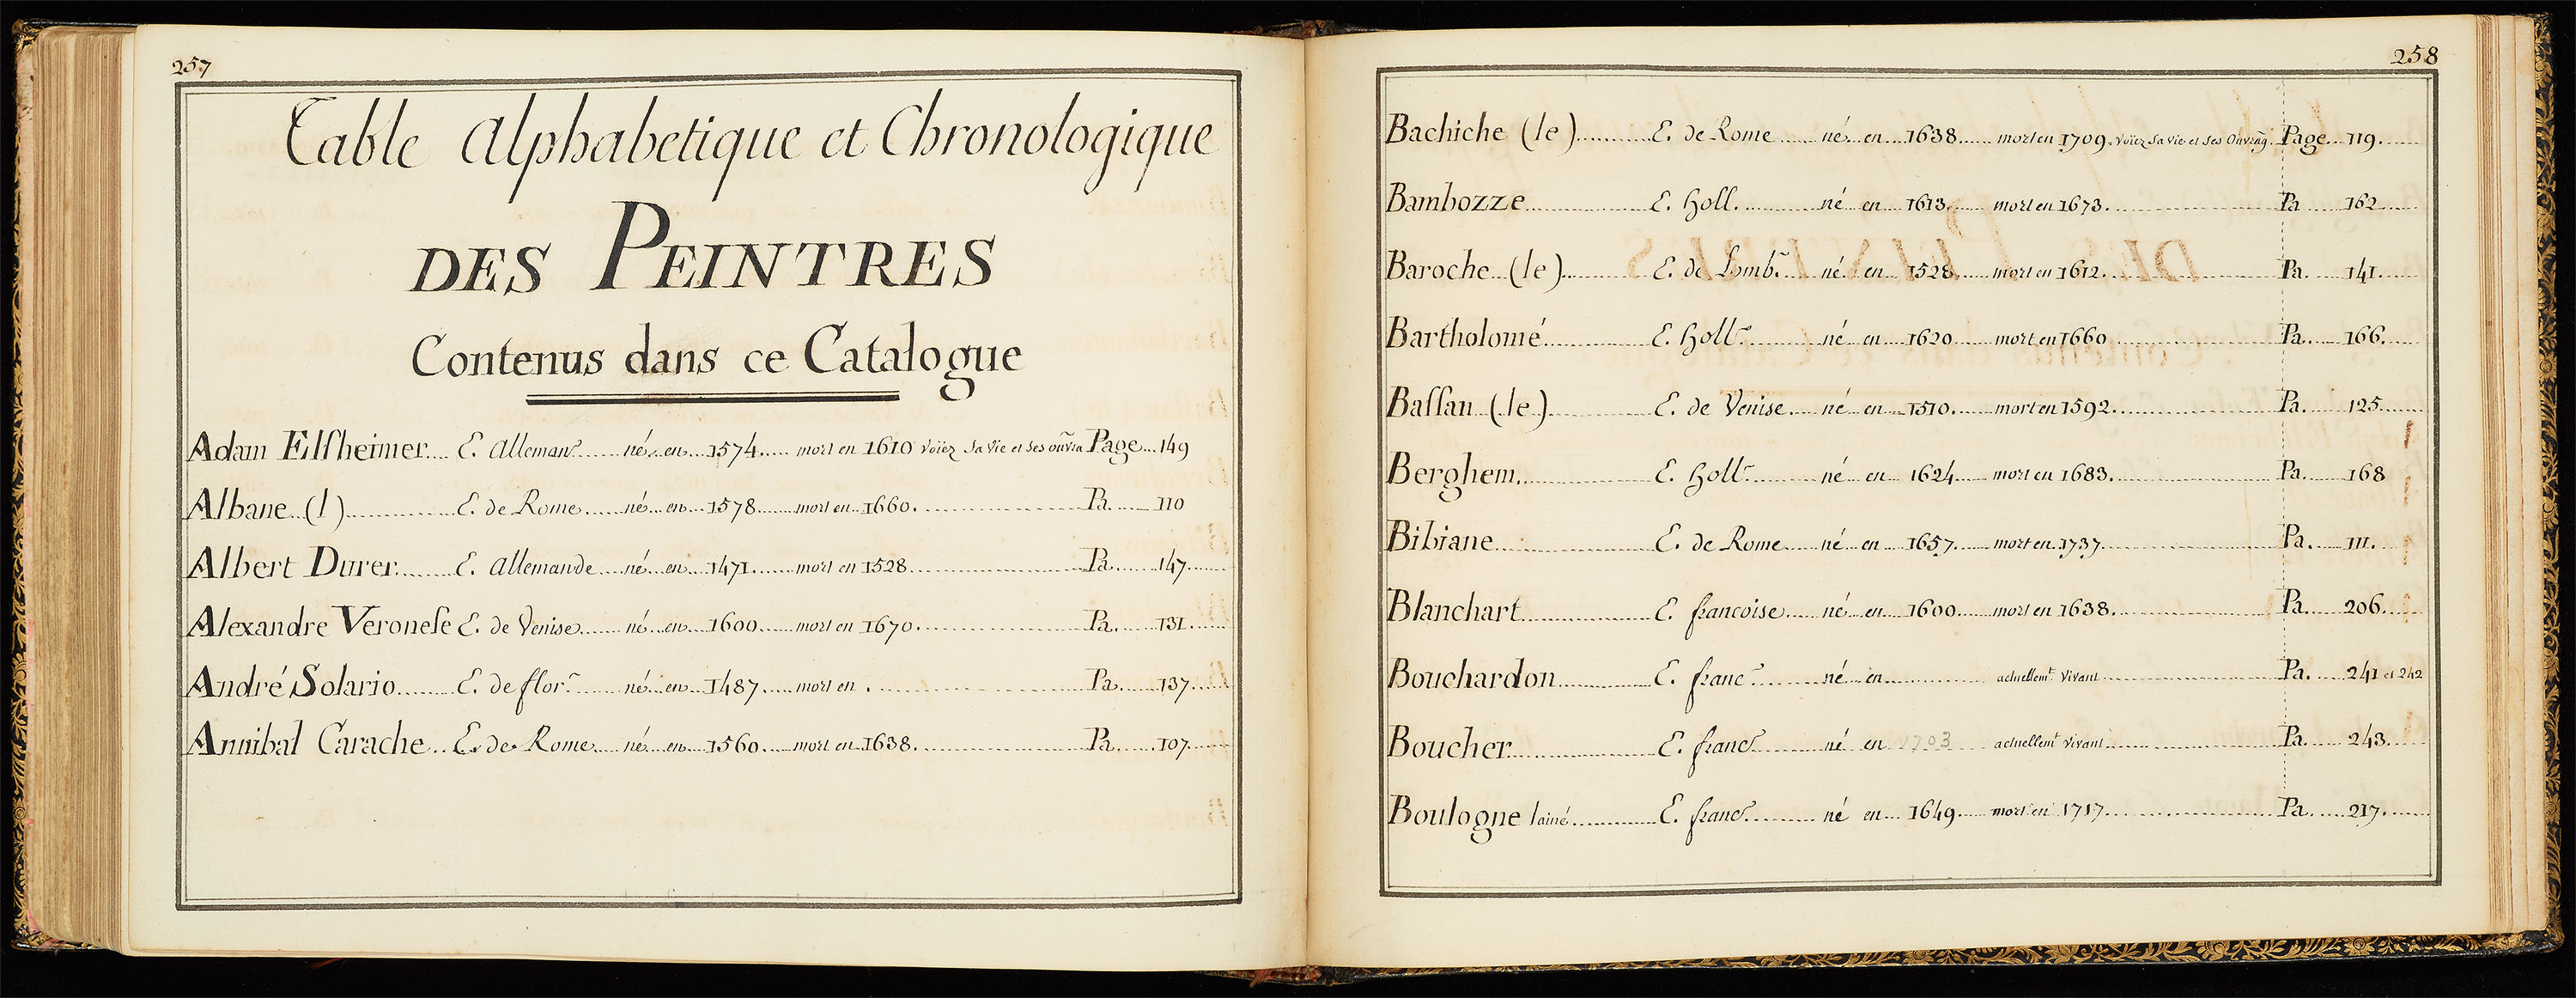 257
Table Alphabetique et Chronologique
DES PEINTRES
Contenus dans ce Catalogue
Adam Elsheimer E. Alleman^e né en 1574 mort en 1610 voiez sa vie et ses ouvra Page 149
Albane (l) E. de Rome né en 1578 mort en 1660. Pa. 110
Albert Durer E. Allemande né en 1471 mort en 1528 Pa. 147
Alexandre Veronese E. de Venise né en 1600 mort en 1670. Pa. 131
André Solario E. de flor^ce né en 1487 mort en . Pa. 137
Annibal Carache E. de Rome né en 1560 mort en 1638. Pa. 107
258
Bachiche (le) E. de Rome né en 1638 mort en 1709. voiez sa vie et ses Ouvrag. Page 119.
Bambozze E. holl. né en 1613 mort en 1673. Pa 162
Baroche (le) E. de Lomb^e né en 1528 mort en 1612. Pa. 141
Bartholomé E. holl^e né en 1620 mort en 1660 Pa. 166.
Bassan (le) E. de Venise né en 1510. mort en 1592. Pa. 125
Berghem E. holl^e né en 1624 mort en 1683. Pa. 168
Bibiane E. de Rome né en 1657 mort en 1737 Pa. 111.
Blanchart E. francoise né en 1600 mort en 1638. Pa. 206.
Bouchardon E. franc^e né en actuellem^t vivant Pa. 241 et 242
Boucher E. franc^e né en 1703 actuellem^t vivant Pa. 243
Boulogne lainé E. franc^e né en 1649 mort en 1717 Pa. 217.